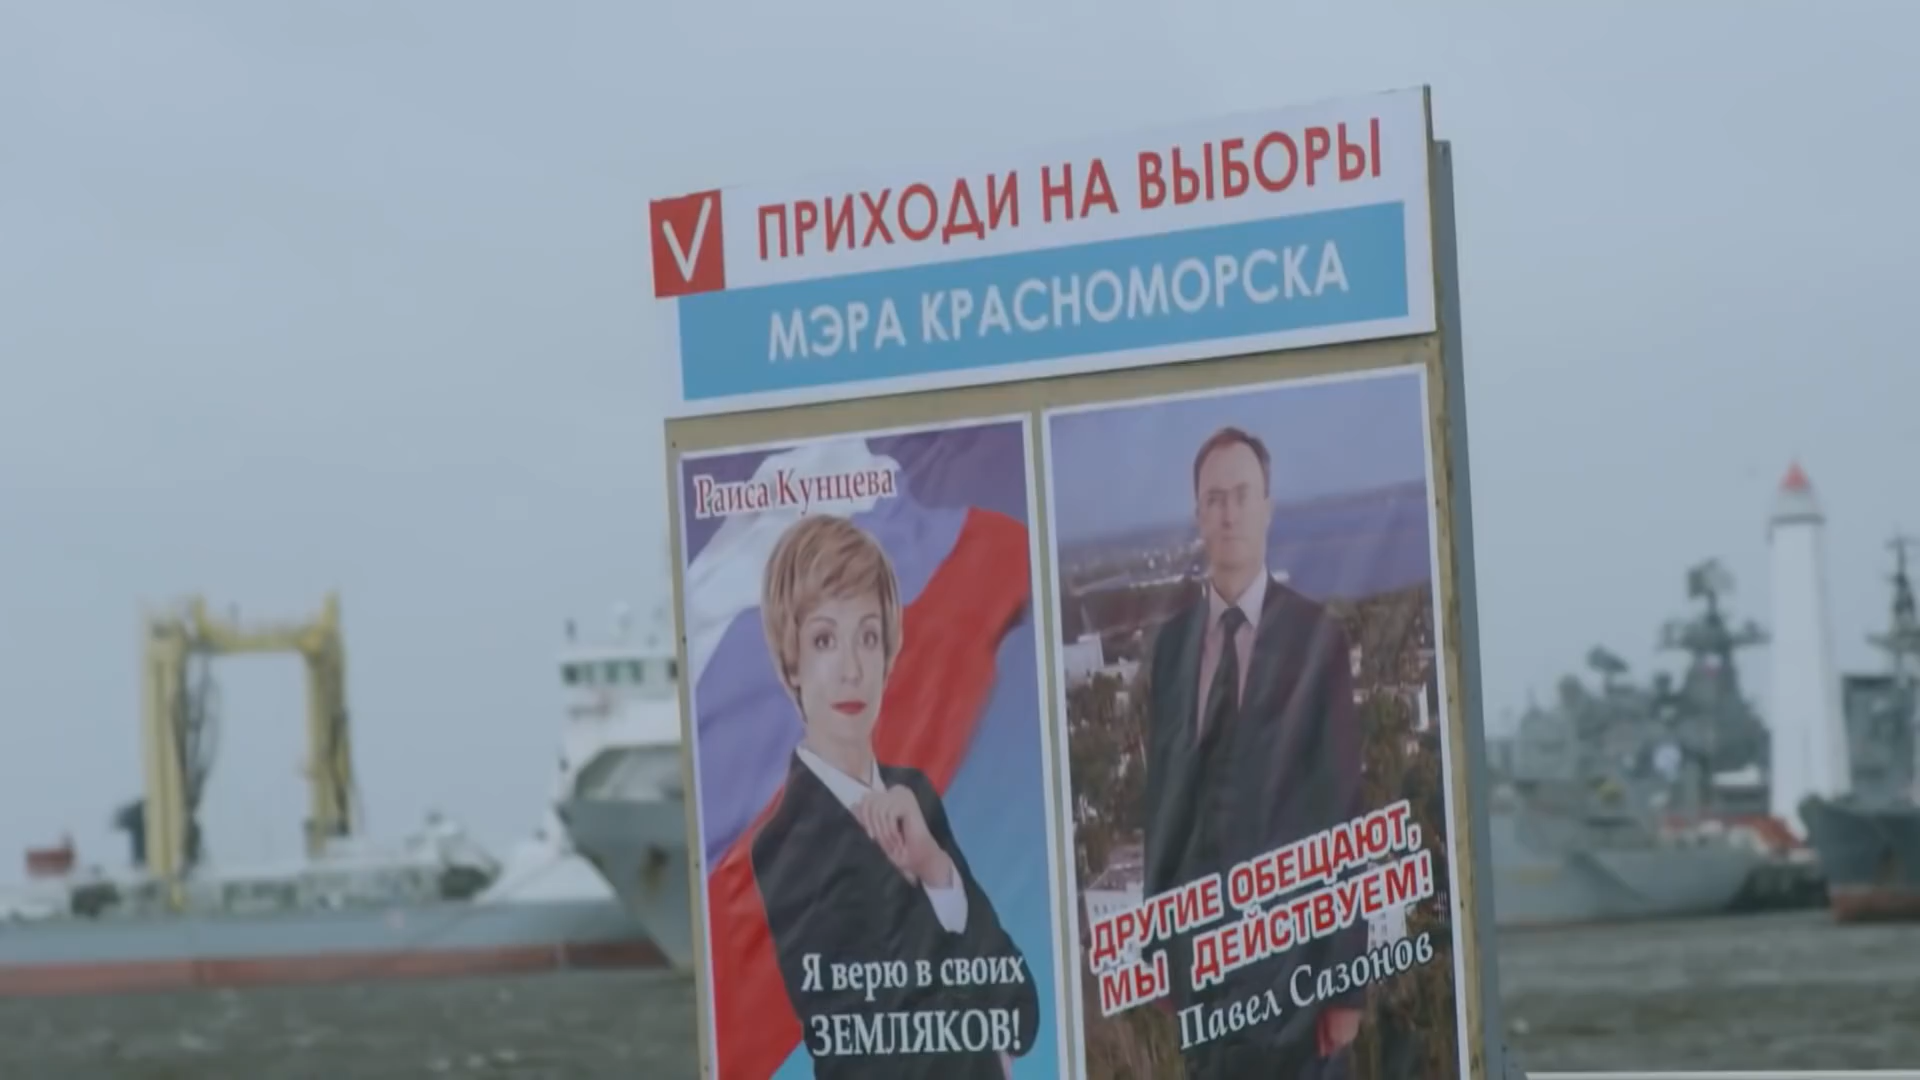 V ПРИХОДИ НА ВЫБОРЫ
МЭРА КРАСНОМОРСКА
Раиса Кунцева
Я верю в своих
ЗЕМЛЯКОВ!
ДРУГИЕ ОБЕЩАЮТ,
МЫ ДЕЙСТВУЕМ!
Павел Сазонов